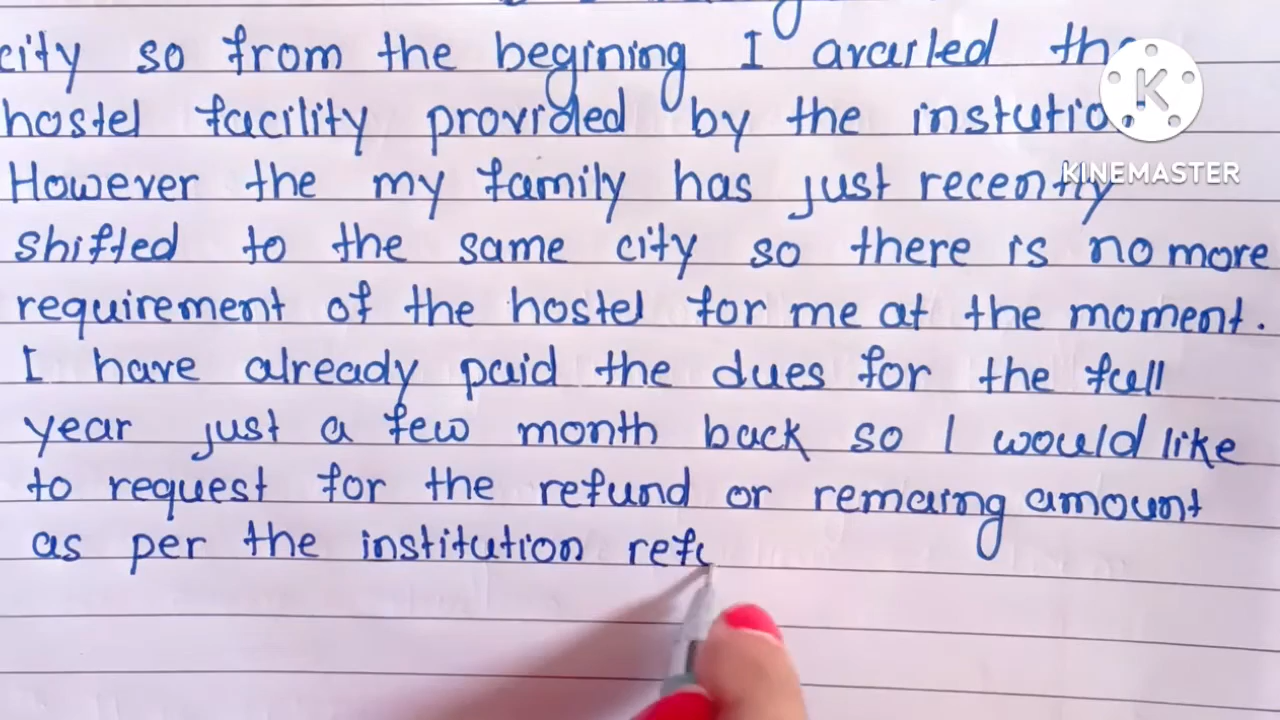 city so from the begining I availed the
hostel facility provided by the instution.
However the my family has just recently
shifted to the same city so there is no more
requirement of the hostel for me at the moment.
I have already paid the dues for the full
year just a few month back so I would like
to request for the refund or remaing amount
as per the institution refu
K
KINEMASTER